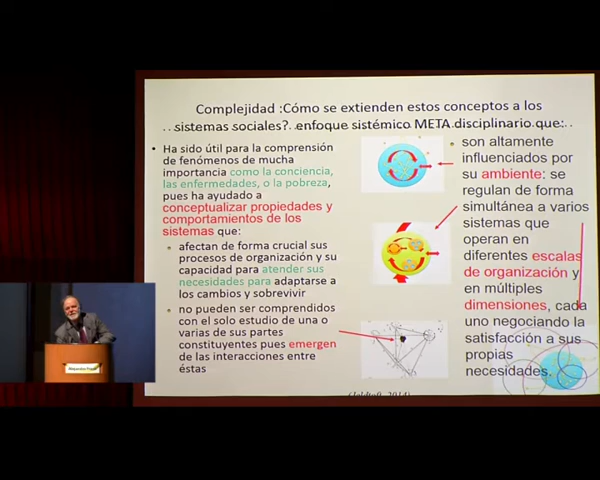 Complejidad :Cómo se extienden estos conceptos a los
sistemas sociales?. enfoque sistémico META disciplinario que:
• Ha sido útil para la comprensión
de fenómenos de mucha
importancia como la conciencia,
las enfermedades, o la pobreza,
pues ha ayudado a
conceptualizar propiedades y
comportamientos de los
sistemas que:
• afectan de forma crucial sus
procesos de organización y su
capacidad para atender sus
necesidades para adaptarse a
los cambios y sobrevivir
• no pueden ser comprendidos
con el solo estudio de una o
varias de sus partes
constituyentes pues emergen
de las interacciones entre
éstas
• son altamente
influenciados por
su ambiente: se
regulan de forma
simultánea a varios
sistemas que
operan en
diferentes escalas
de organización y
en múltiples
dimensiones, cada
uno negociando la
satisfacción a sus
propias
necesidades.
Alejandro